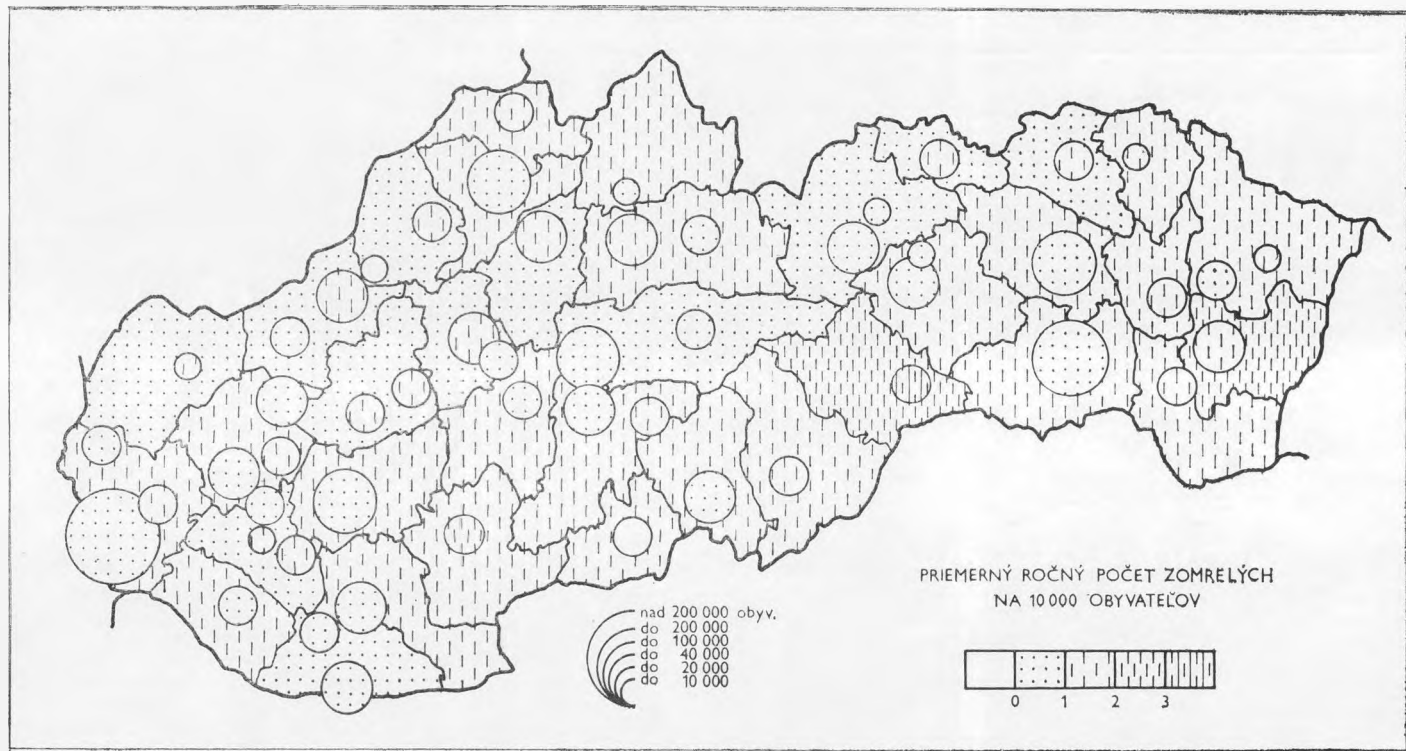 nad 200 000 obyv.
do 200 000
do 100 000
do 40 000
do 20 000
do 10 000
PRIEMERNÝ ROČNÝ POČET ZOMRELÝCH
NA 10 000 OBYVATEĽOV
0 1 2 3